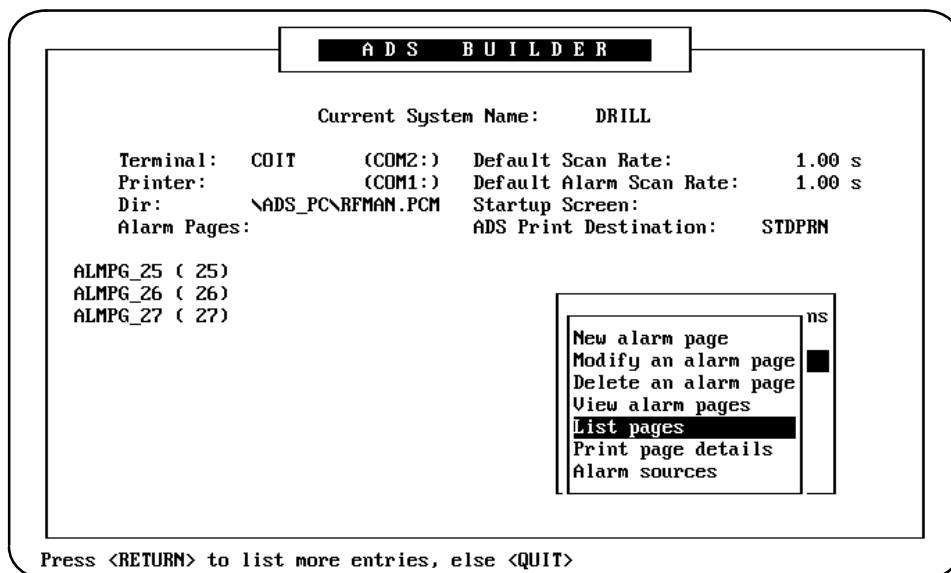 ADS BUILDER
Current System Name: DRILL
Terminal: COIT (COM2:) Default Scan Rate: 1.00 s
Printer: (COM1:) Default Alarm Scan Rate: 1.00 s
Dir: \ADS_PC\RFMAN.PCM Startup Screen:
Alarm Pages: ADS Print Destination: STDPRN
ALMPG_25 ( 25)
ALMPG_26 ( 26)
ALMPG_27 ( 27)
ns
New alarm page
Modify an alarm page
Delete an alarm page
View alarm pages
List pages
Print page details
Alarm sources
Press <RETURN> to list more entries, else <QUIT>